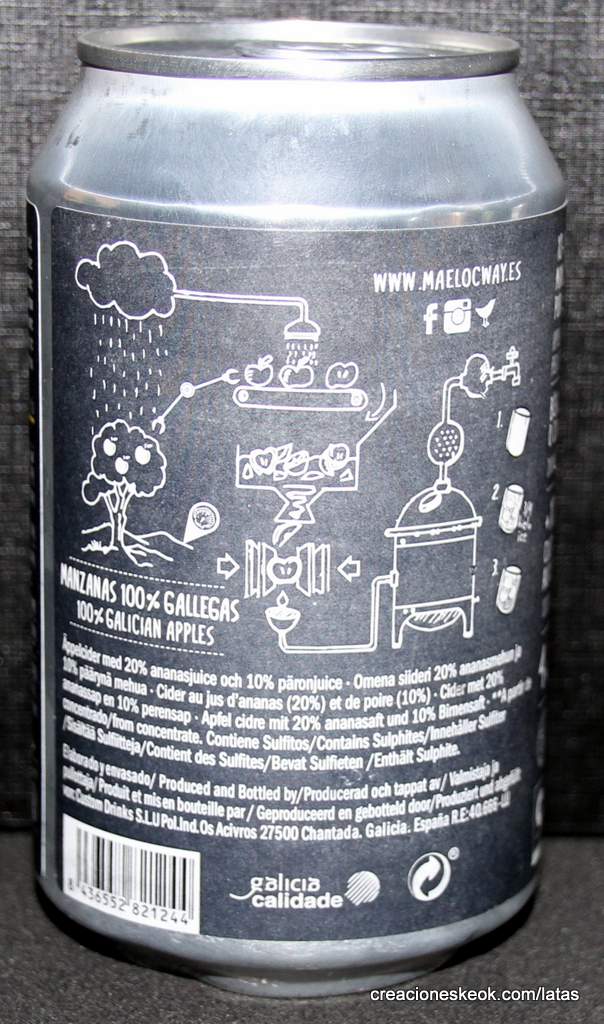 WWW.MAELOCWAY.ES
1.
2.
3.
MANZANAS 100% GALLEGAS
100% GALICIAN APPLES
Äppelcider med 20% ananasjuice och 10% päronjuice · Omena siideri 20% ananasmehua ja
10% päärynä mehua · Cider au jus d'ananas (20%) et de poire (10%) · Cider met 20%
ananassap en 10% perensap · Apfel cidre mit 20% ananasaft und 10% Birnensaft · **A partir de
concentrado/from concentrate. Contiene Sulfitos/Contains Sulphites/Innehåller Sulfiter
/Sisältää Sulfiitteja/Contient des Sulfites/Bevat Sulfieten /Enthält Sulphite.
Elaborado y envasado/ Produced and Bottled by/Producerad och tappat av/ Valmistaja ja
pullottaja/Produit et mis en bouteille par/ Geproduceerd en gebotteld door/Produziert und abgefüllt
von: Custom Drinks S.L.U Pol.Ind. Os Acivros 27500 Chantada. Galicia. España R.E: 40.666-LU
8 436552 821244
galicia
calidade
®
creacioneskeok.com/latas